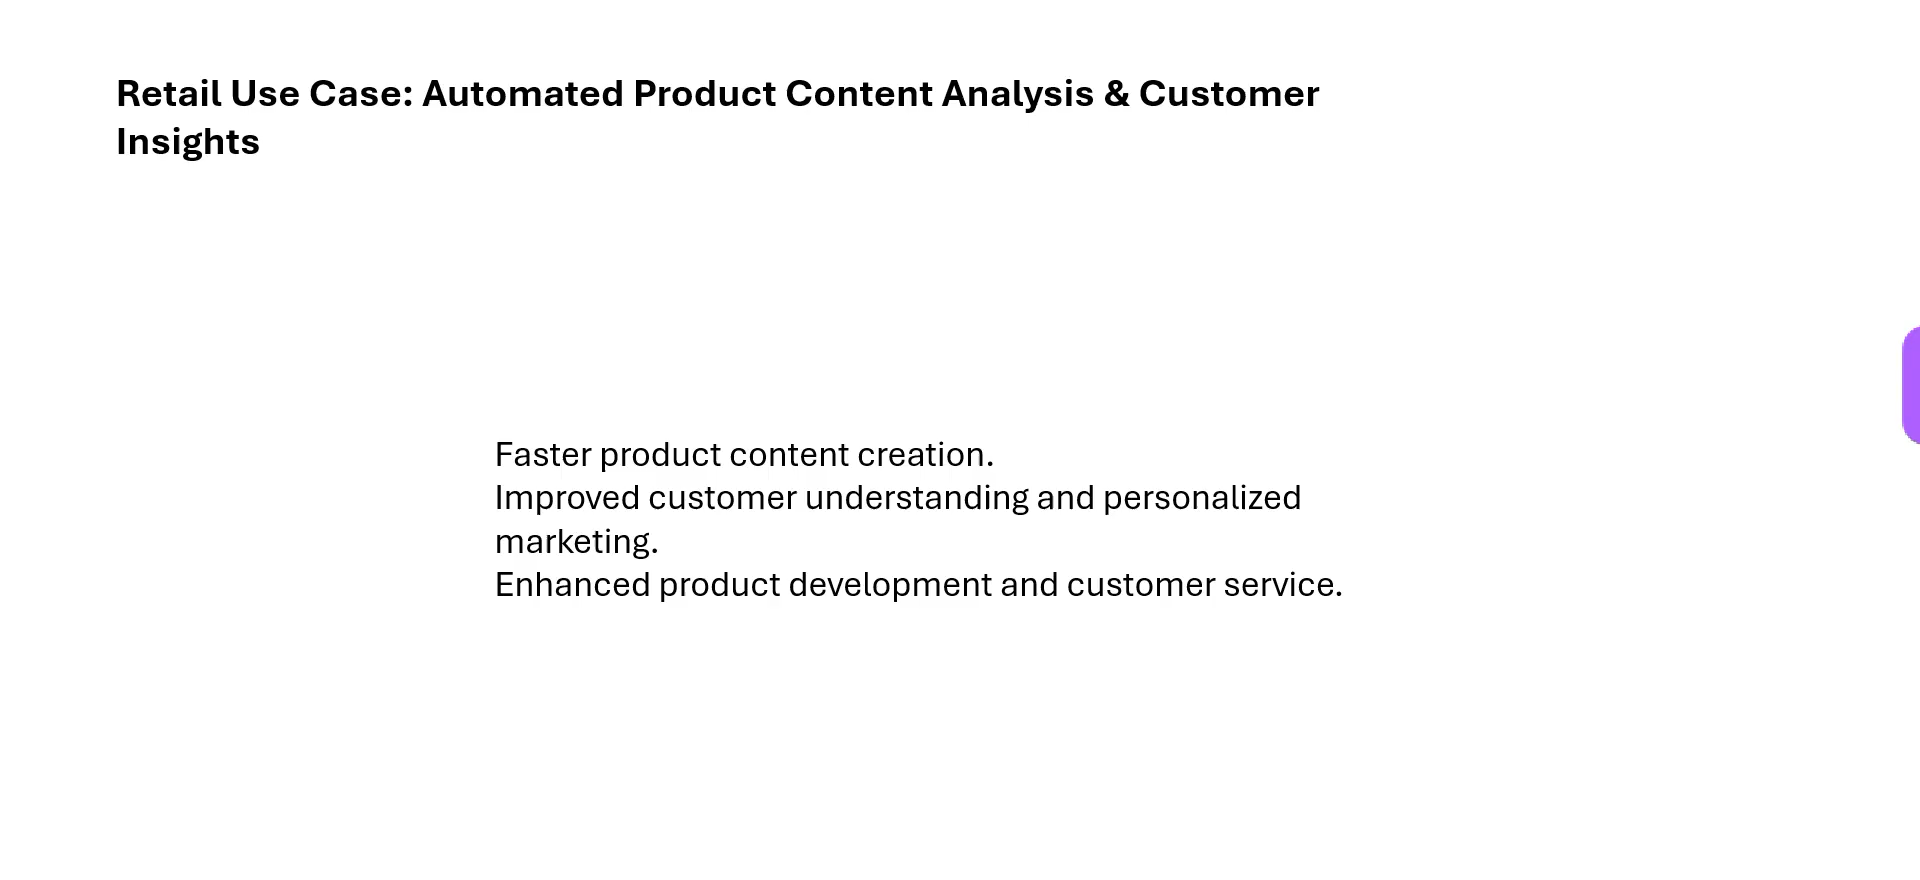 Retail Use Case: Automated Product Content Analysis & Customer
Insights
Faster product content creation.
Improved customer understanding and personalized
marketing.
Enhanced product development and customer service.